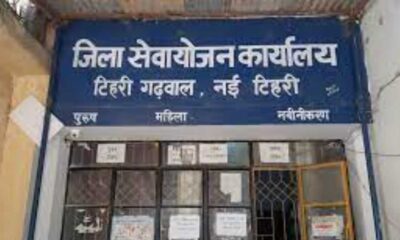 जिला सेवायोजन कार्यालय
टिहरी गढ़वाल, नई टिहरी
पुरूष महिला नवीनीकरण